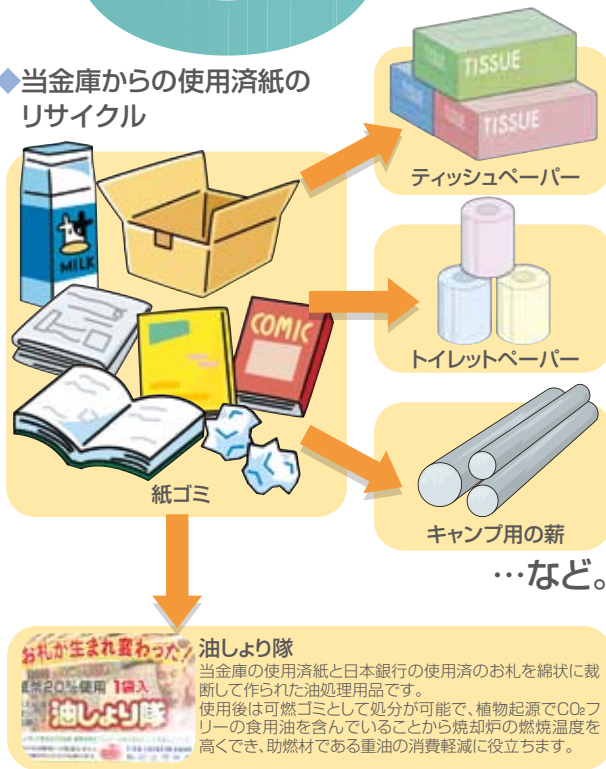 ◆当金庫からの使用済紙の
リサイクル
TISSUE
TISSUE
ティッシュペーパー
MILK
COMIC
トイレットペーパー
紙ゴミ
キャンプ用の薪
…など。
お札が生まれ変わった!
20%使用 1袋入
油しょり隊
油しょり隊
当金庫の使用済紙と日本銀行の使用済のお札を綿状に裁
断して作られた油処理用品です。
使用後は可燃ゴミとして処分が可能で、植物起源でCO₂フ
リーの食用油を含んでいることから焼却炉の燃焼温度を
高くでき、助燃材である重油の消費軽減に役立ちます。